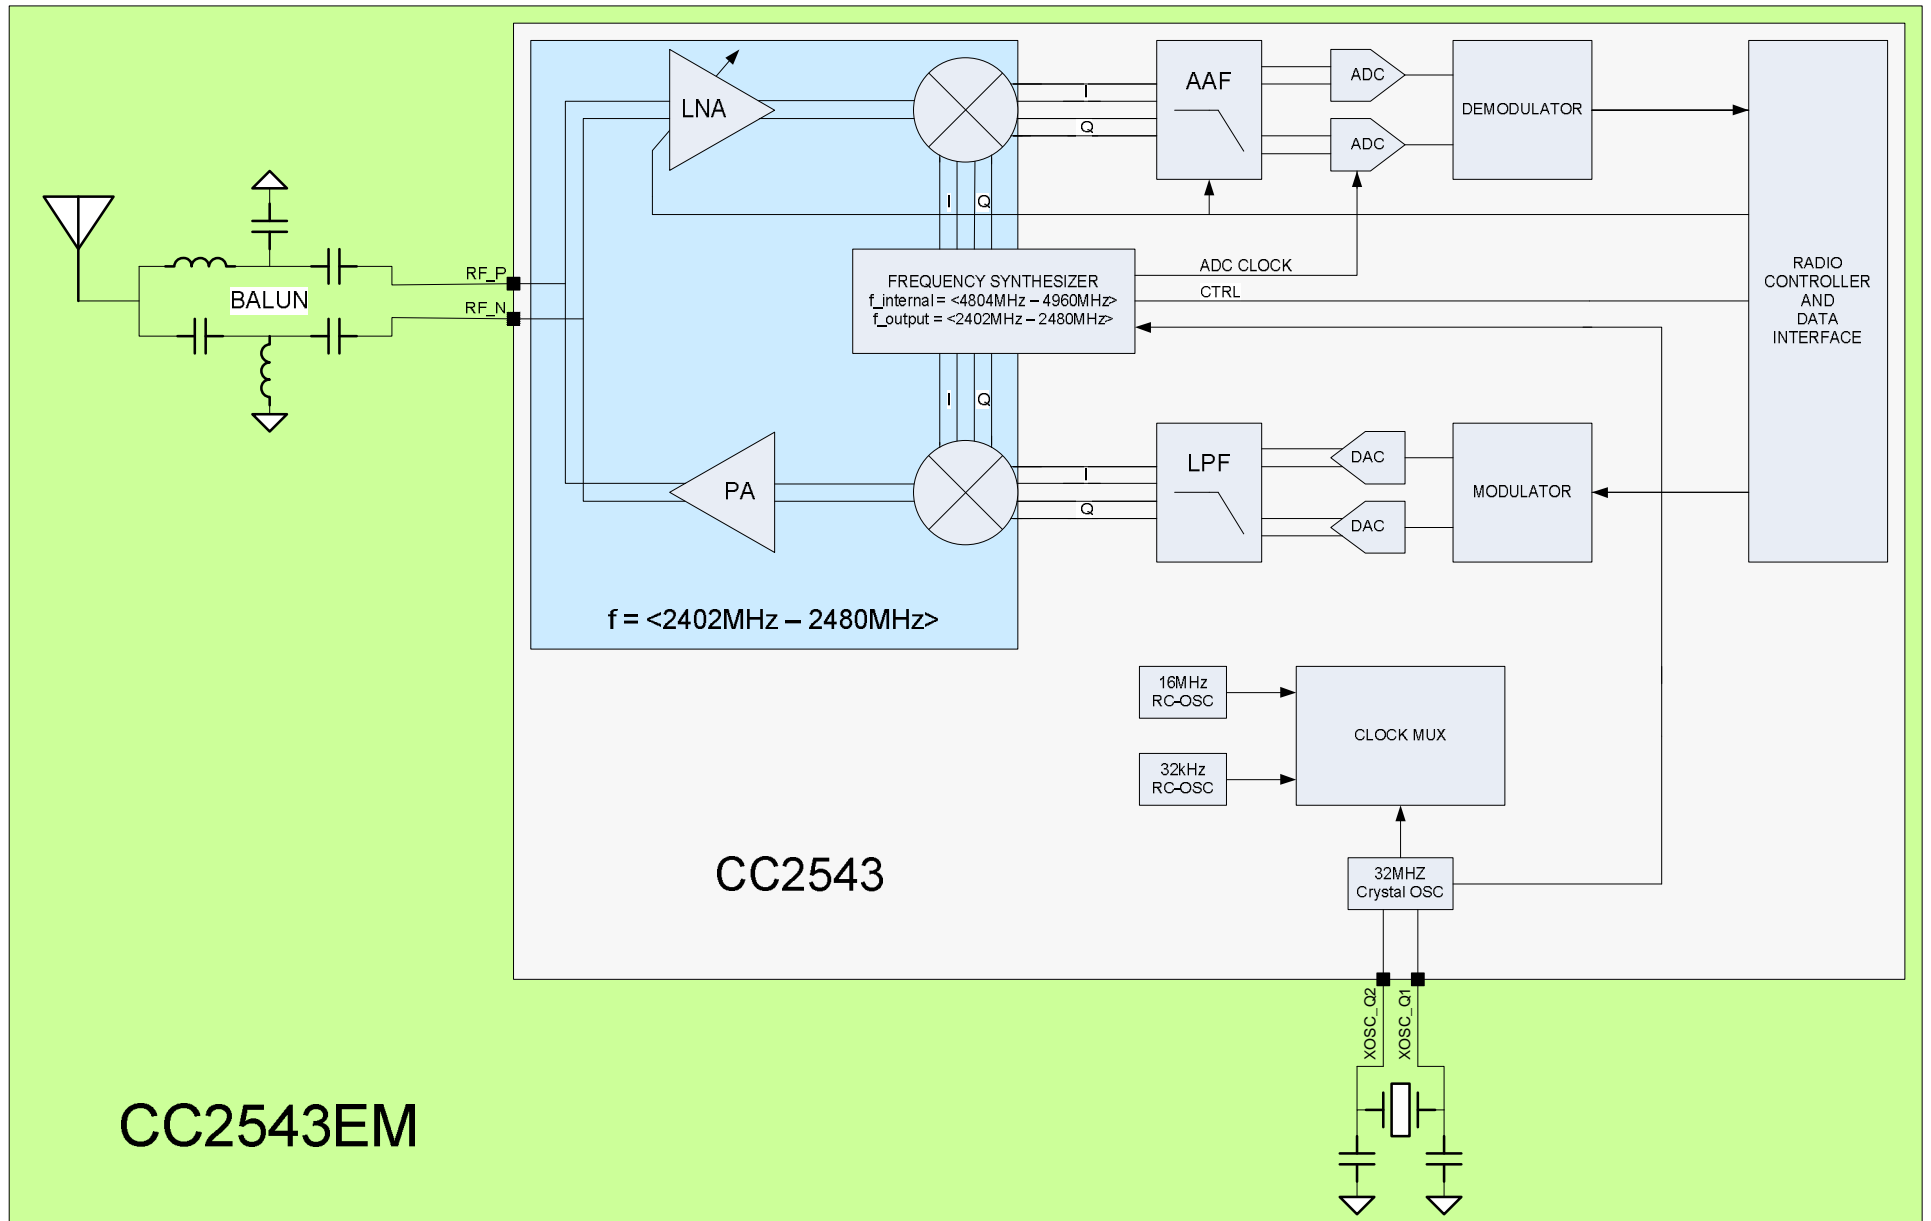 LNA
I
Q
AAF
ADC
ADC
DEMODULATOR
I
Q
RF_P
RF_N
BALUN
FREQUENCY SYNTHESIZER
f_internal = <4804MHz – 4960MHz>
f_output = <2402MHz – 2480MHz>
ADC CLOCK
CTRL
RADIO
CONTROLLER
AND
DATA
INTERFACE
I
Q
PA
I
Q
LPF
DAC
DAC
MODULATOR
f = <2402MHz – 2480MHz>
16MHz
RC-OSC
32kHz
RC-OSC
CLOCK MUX
32MHZ
Crystal OSC
CC2543
XOSC_Q2
XOSC_Q1
CC2543EM